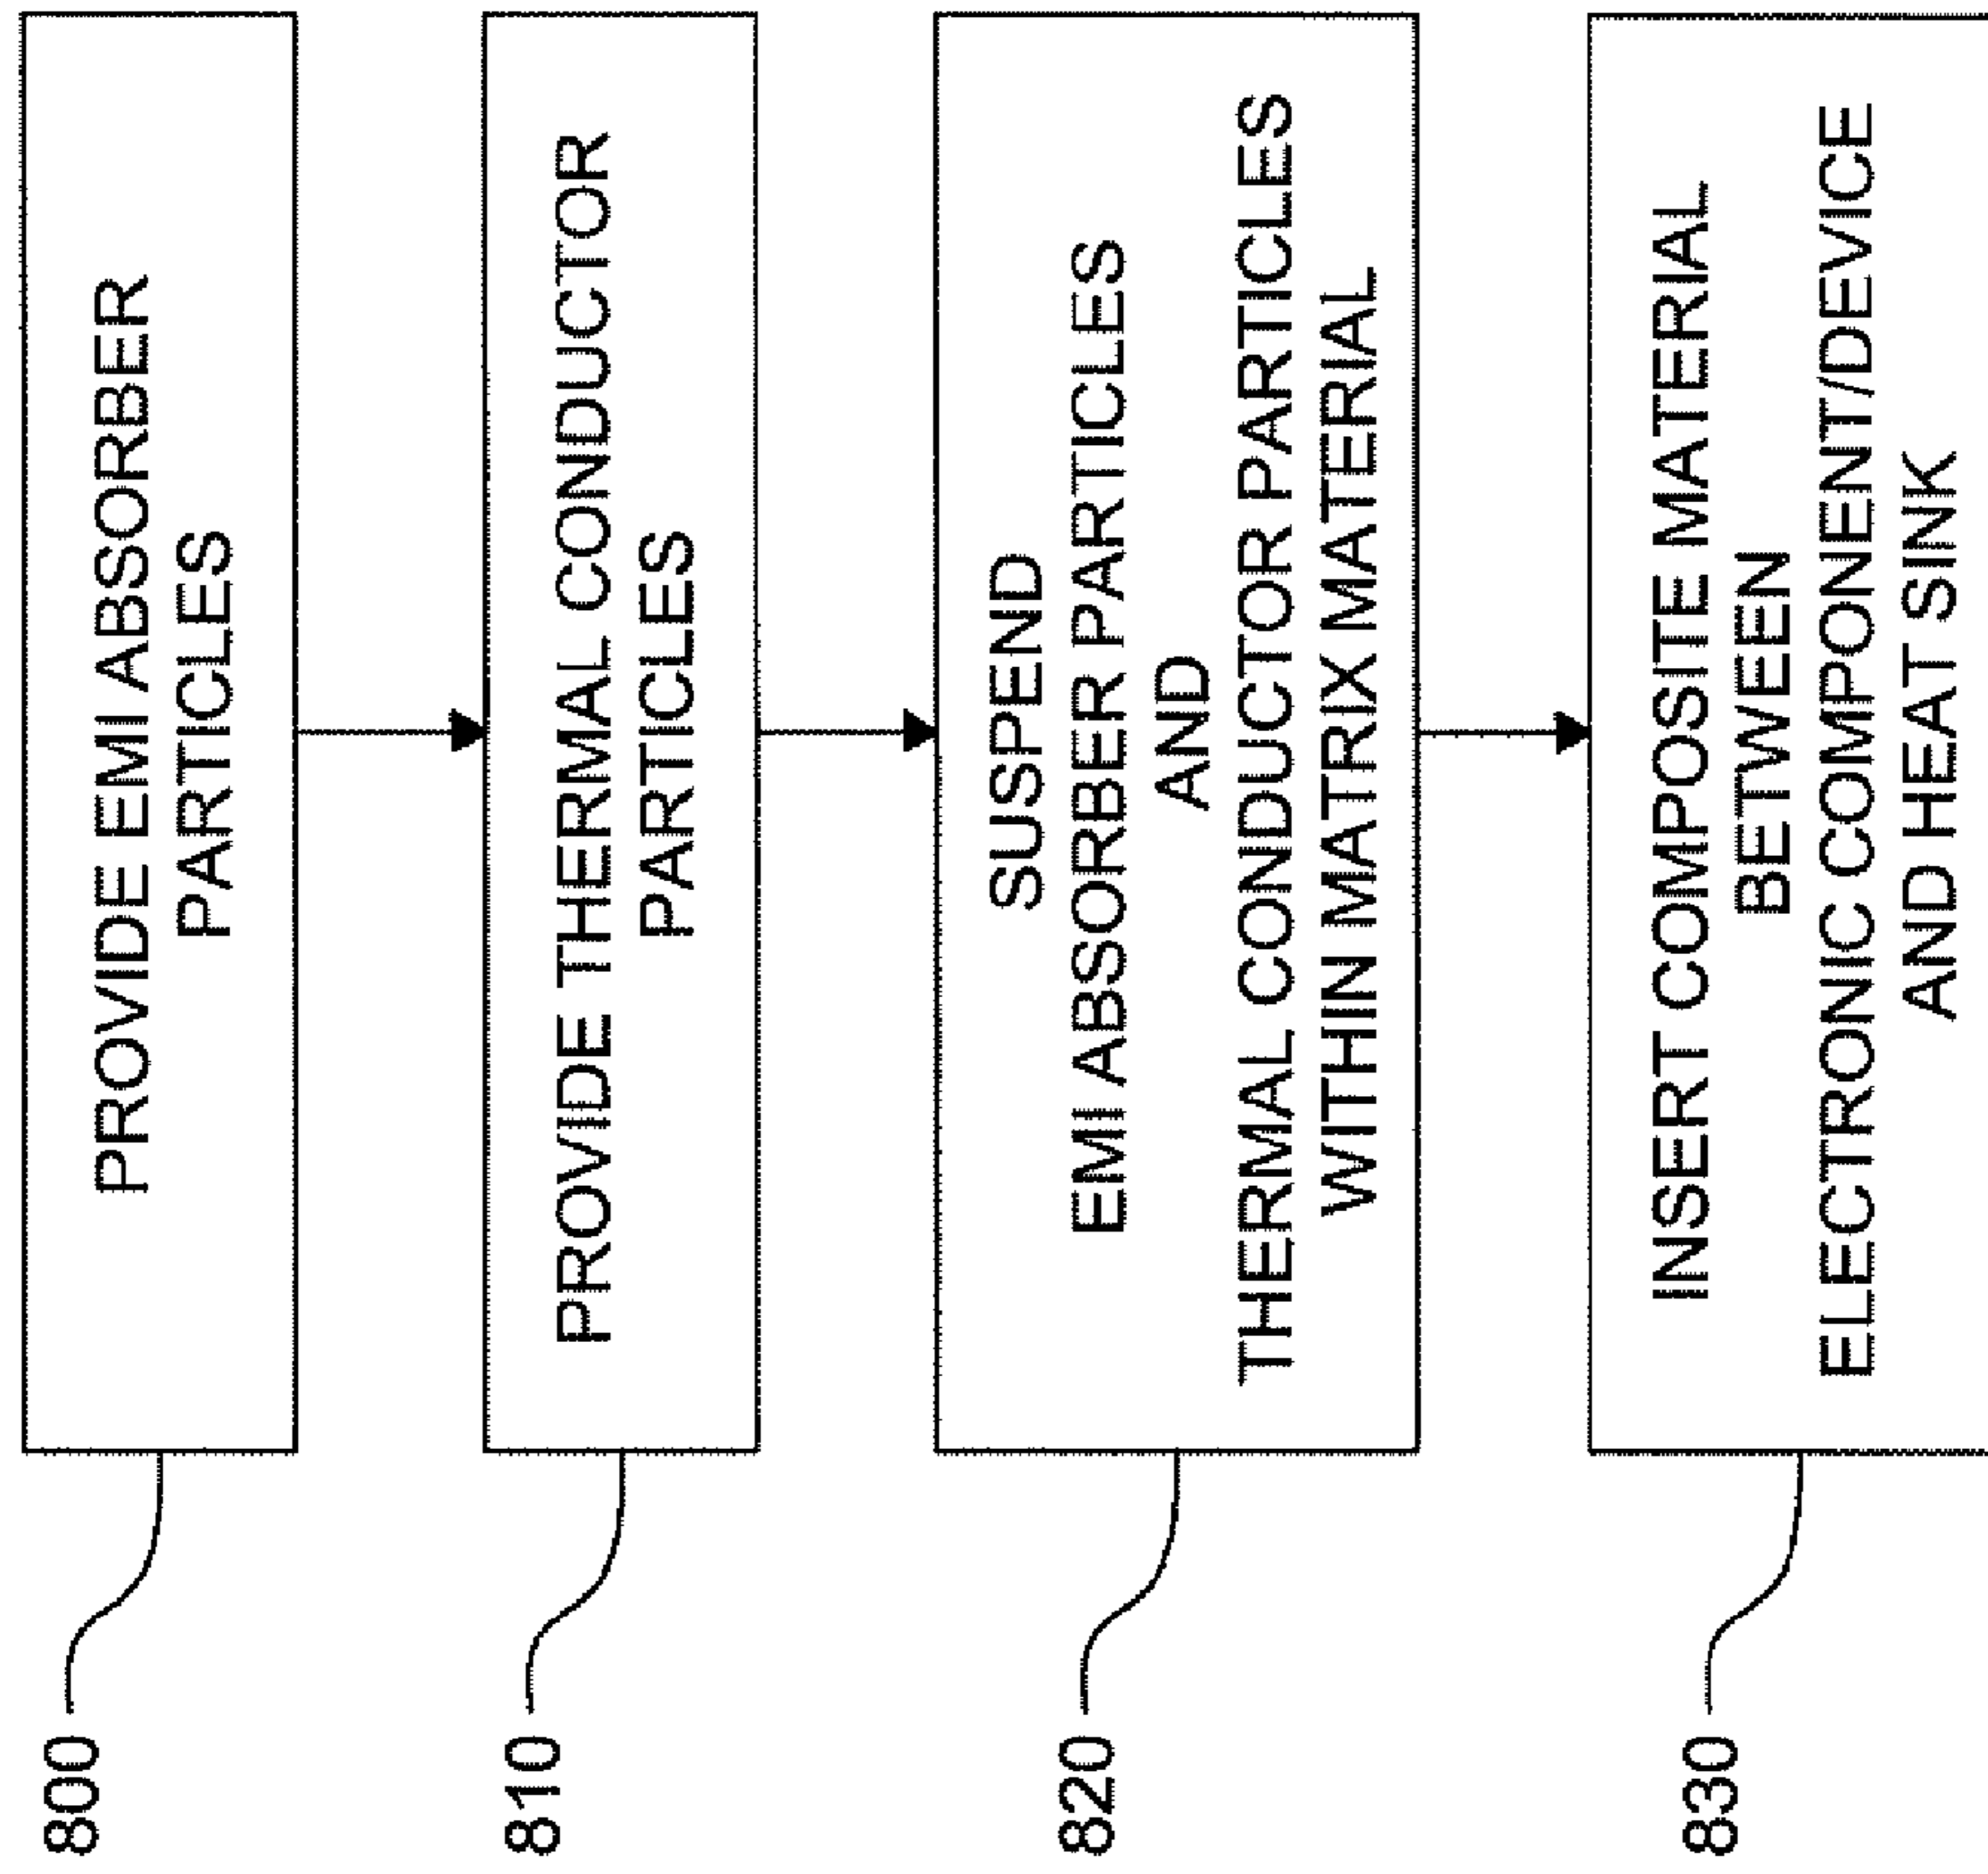 800
PROVIDE EMI ABSORBER
PARTICLES
810
PROVIDE THERMAL CONDUCTOR
PARTICLES
820
SUSPEND
EMI ABSORBER PARTICLES
AND
THERMAL CONDUCTOR PARTICLES
WITHIN MATRIX MATERIAL
830
INSERT COMPOSITE MATERIAL
BETWEEN
ELECTRONIC COMPONENT/DEVICE
AND HEAT SINK